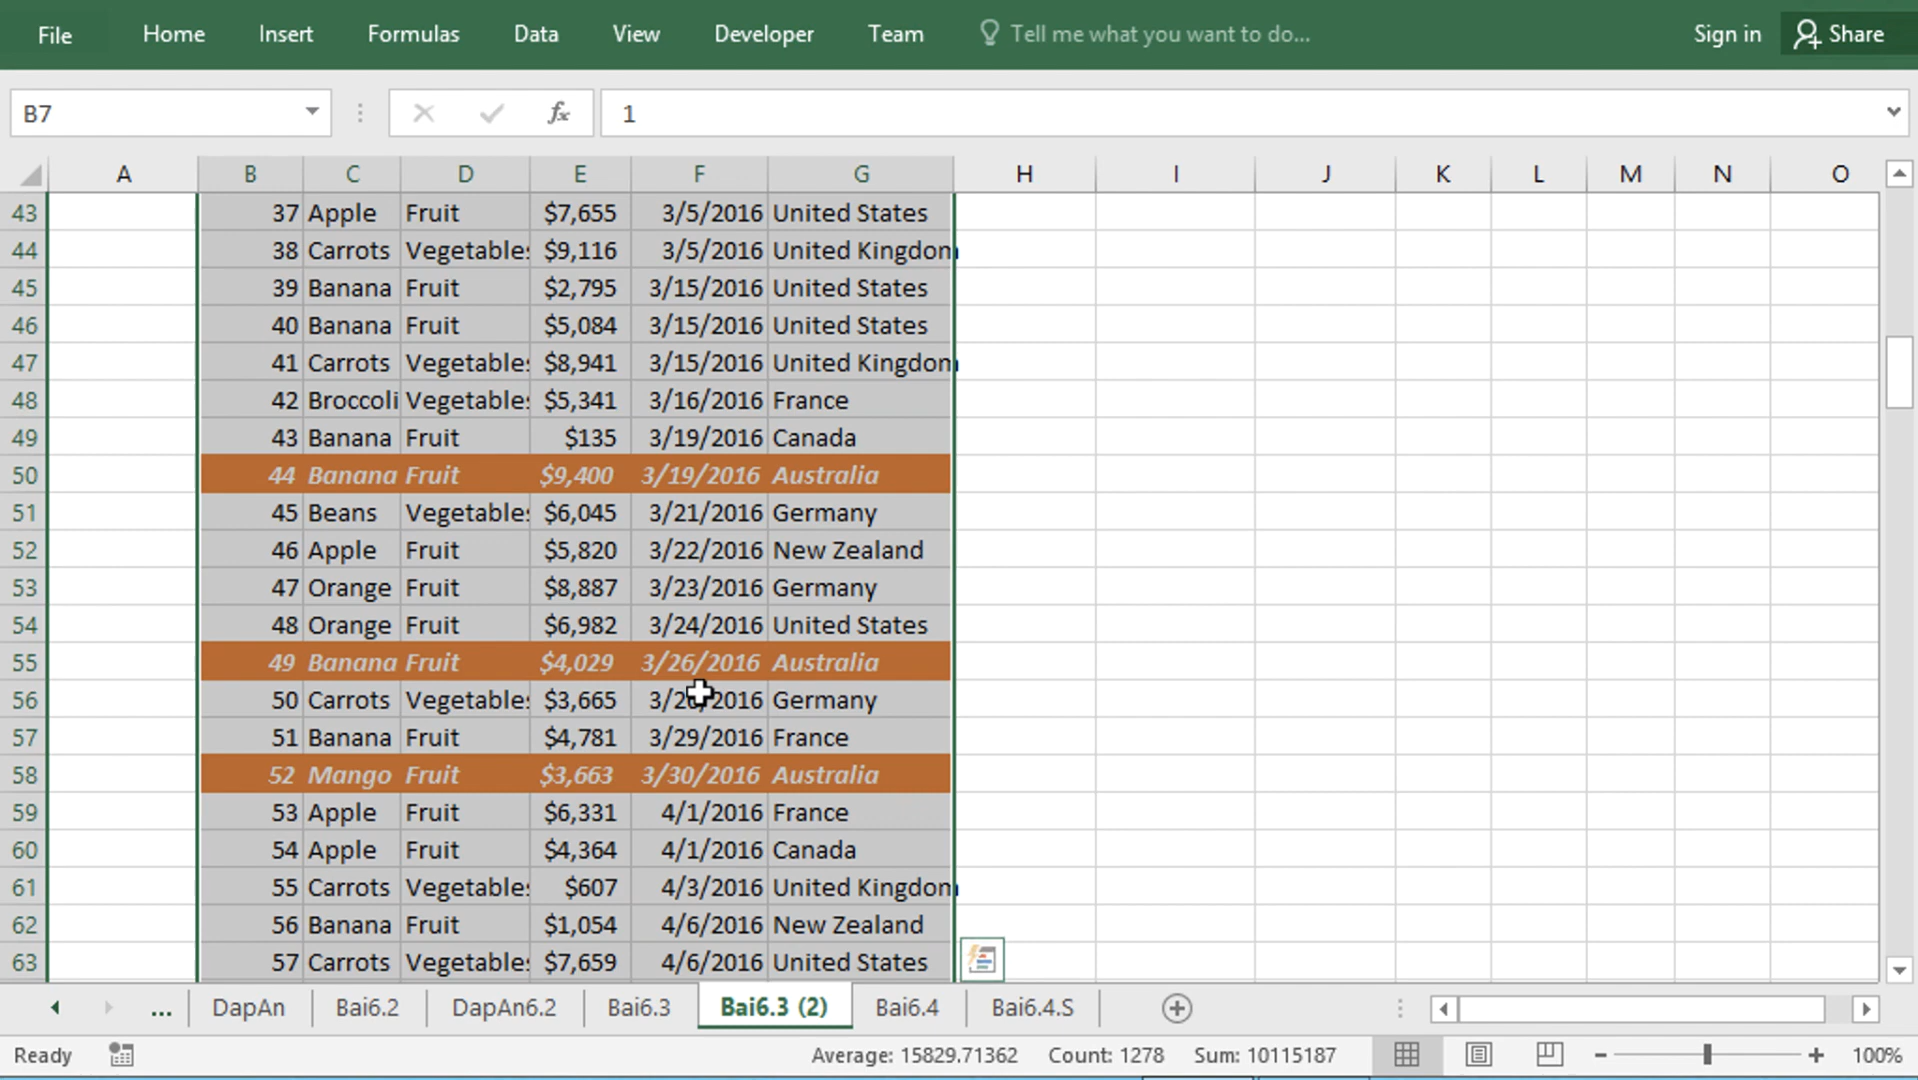 File Home Insert Formulas Data View Developer Team Tell me what you want to do... Sign in Share
B7 fx 1
A B C D E F G H I J K L M N O
43 37 Apple Fruit $7,655 3/5/2016 United States
44 38 Carrots Vegetables $9,116 3/5/2016 United Kingdom
45 39 Banana Fruit $2,795 3/15/2016 United States
46 40 Banana Fruit $5,084 3/15/2016 United States
47 41 Carrots Vegetables $8,941 3/15/2016 United Kingdom
48 42 Broccoli Vegetables $5,341 3/16/2016 France
49 43 Banana Fruit $135 3/19/2016 Canada
50 44 Banana Fruit $9,400 3/19/2016 Australia
51 45 Beans Vegetables $6,045 3/21/2016 Germany
52 46 Apple Fruit $5,820 3/22/2016 New Zealand
53 47 Orange Fruit $8,887 3/23/2016 Germany
54 48 Orange Fruit $6,982 3/24/2016 United States
55 49 Banana Fruit $4,029 3/26/2016 Australia
56 50 Carrots Vegetables $3,665 Germany
57 51 Banana Fruit $4,781 3/29/2016 France
58 52 Mango Fruit $3,663 3/30/2016 Australia
59 53 Apple Fruit $6,331 4/1/2016 France
60 54 Apple Fruit $4,364 4/1/2016 Canada
61 55 Carrots Vegetables $607 4/3/2016 United Kingdom
62 56 Banana Fruit $1,054 4/6/2016 New Zealand
63 57 Carrots Vegetables $7,659 4/6/2016 United States
... DapAn Bai6.2 DapAn6.2 Bai6.3 Bai6.3 (2) Bai6.4 Bai6.4.S
Ready Average: 15829.71362 Count: 1278 Sum: 10115187 100%